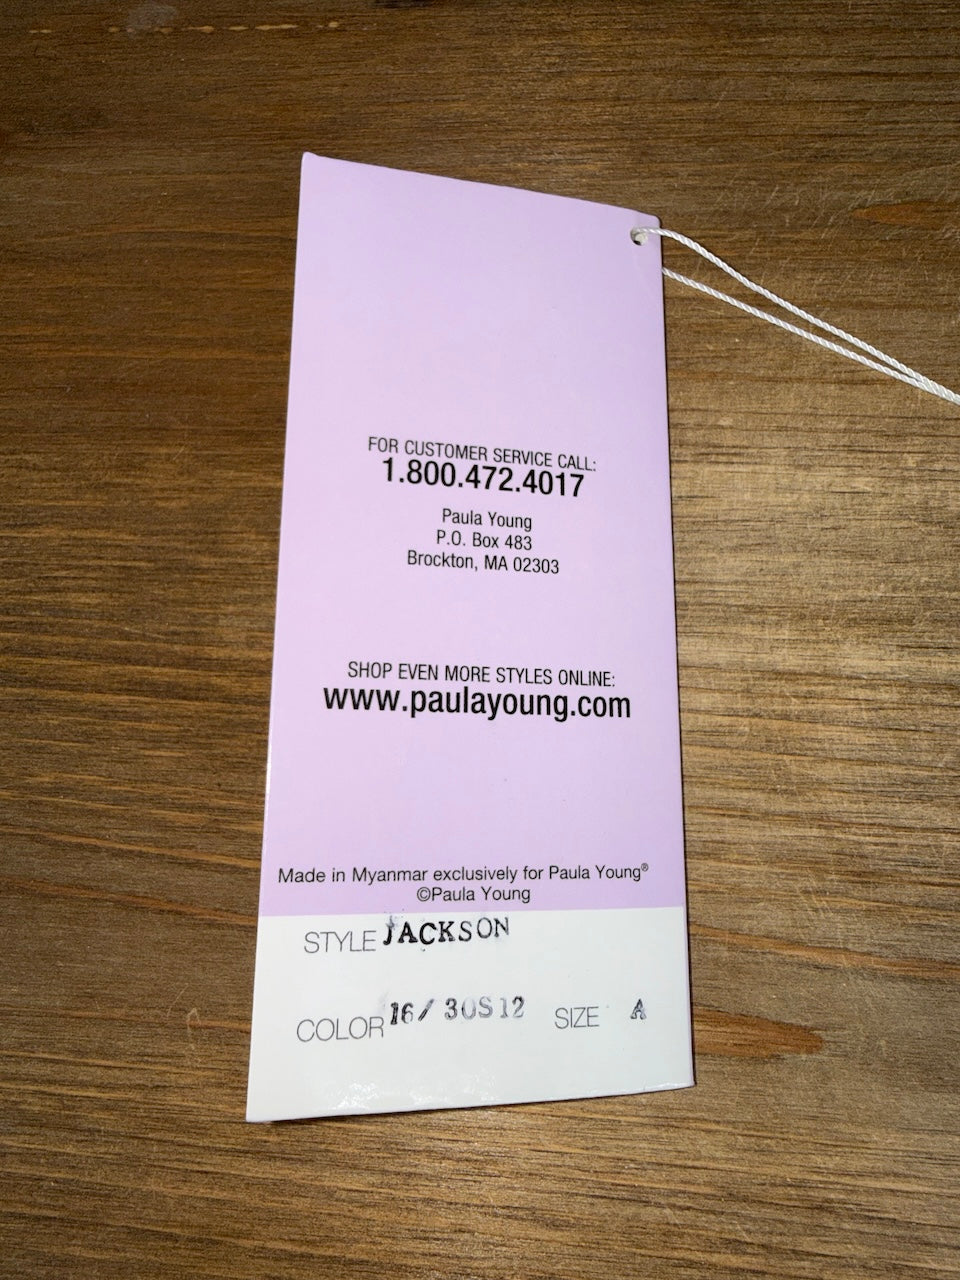 FOR CUSTOMER SERVICE CALL:
1.800.472.4017
Paula Young
P.O. Box 483
Brockton, MA 02303
SHOP EVEN MORE STYLES ONLINE:
www.paulayoung.com
Made in Myanmar exclusively for Paula Young®
©Paula Young
STYLE JACKSON
COLOR 16/30S12 SIZE A